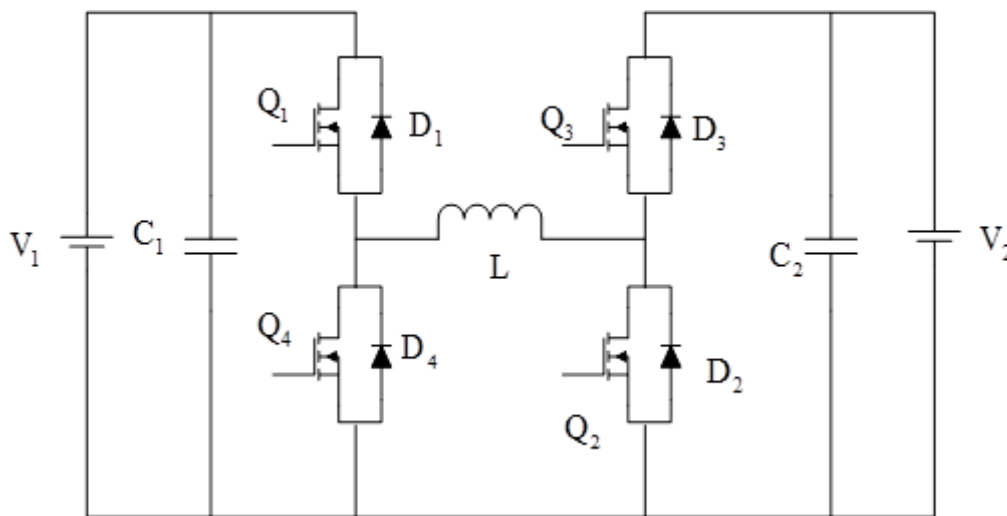 Q₁
D₁
Q₃
D₃
V₁
C₁
L
C₂
V₂
Q₄
D₄
D₂
Q₂